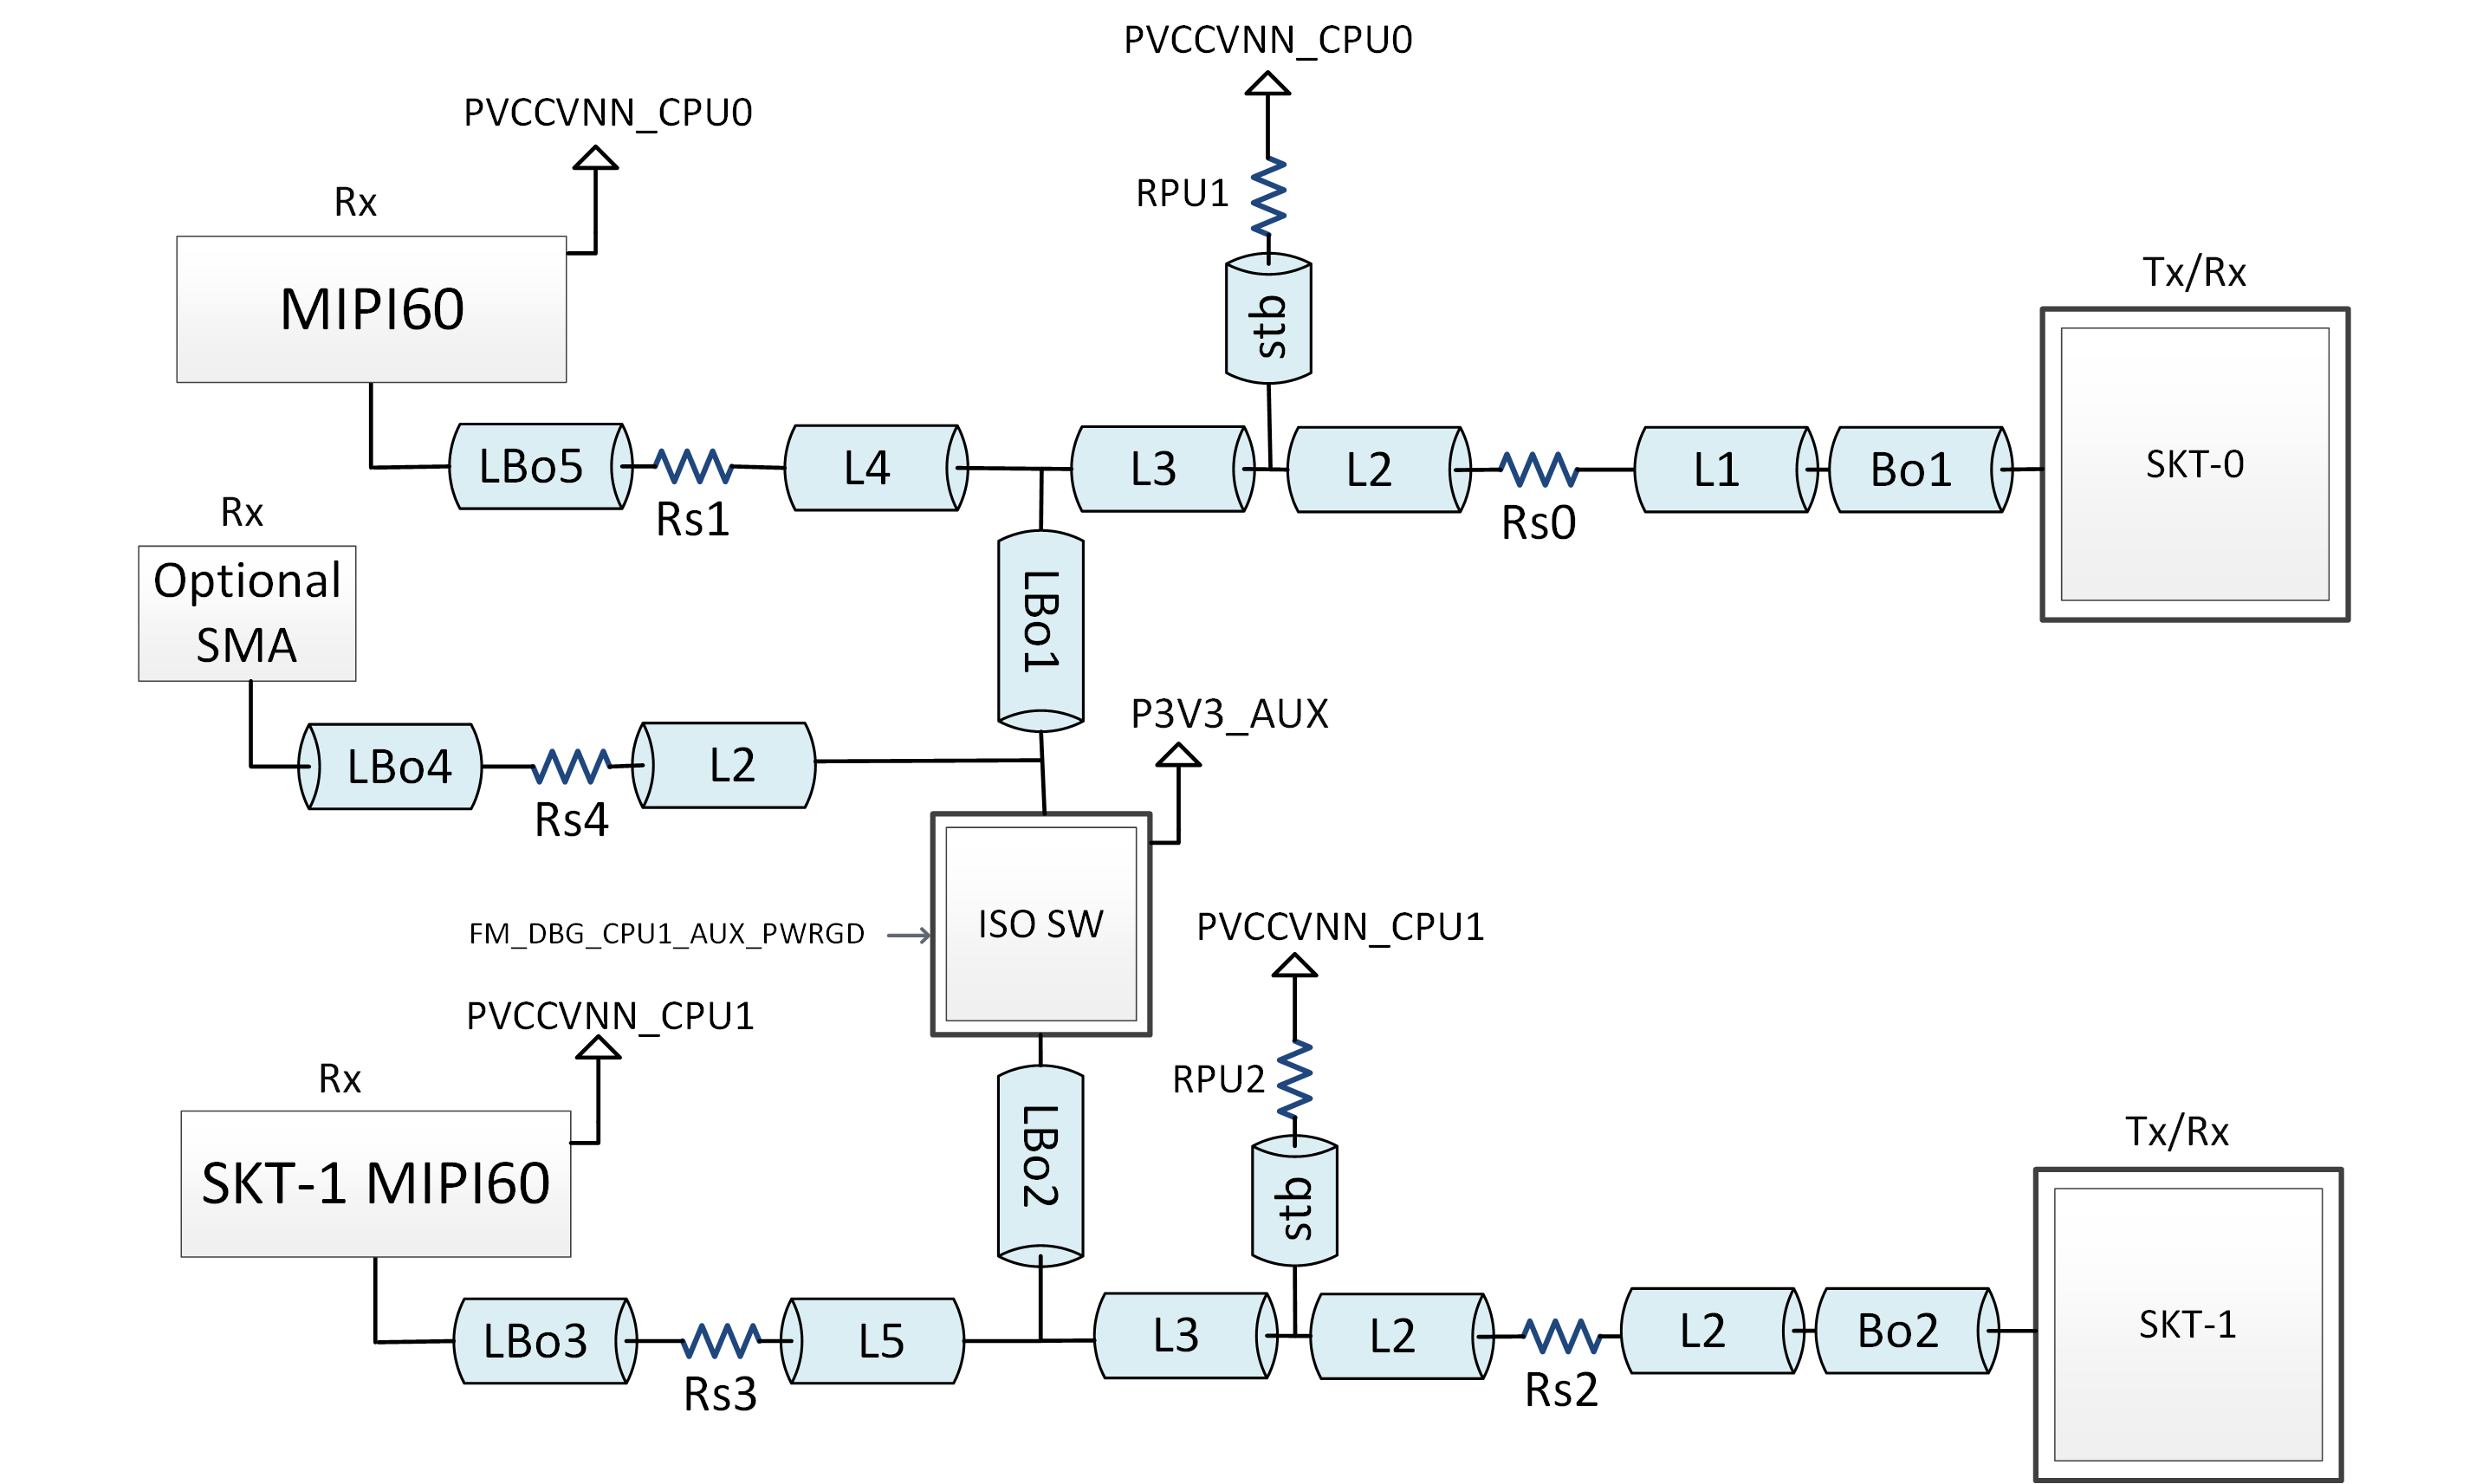 PVCCVNN_CPU0
PVCCVNN_CPU0
RPU1
Rx
MIPI60
stb
Tx/Rx
SKT-0
LBo5
Rs1
L4
L3
L2
Rs0
L1
Bo1
Rx
Optional
SMA
LBo1
P3V3_AUX
LBo4
Rs4
L2
FM_DBG_CPU1_AUX_PWRGD
ISO SW
PVCCVNN_CPU1
PVCCVNN_CPU1
RPU2
Rx
SKT-1 MIPI60
LBo2
stb
Tx/Rx
SKT-1
LBo3
Rs3
L5
L3
L2
Rs2
L2
Bo2